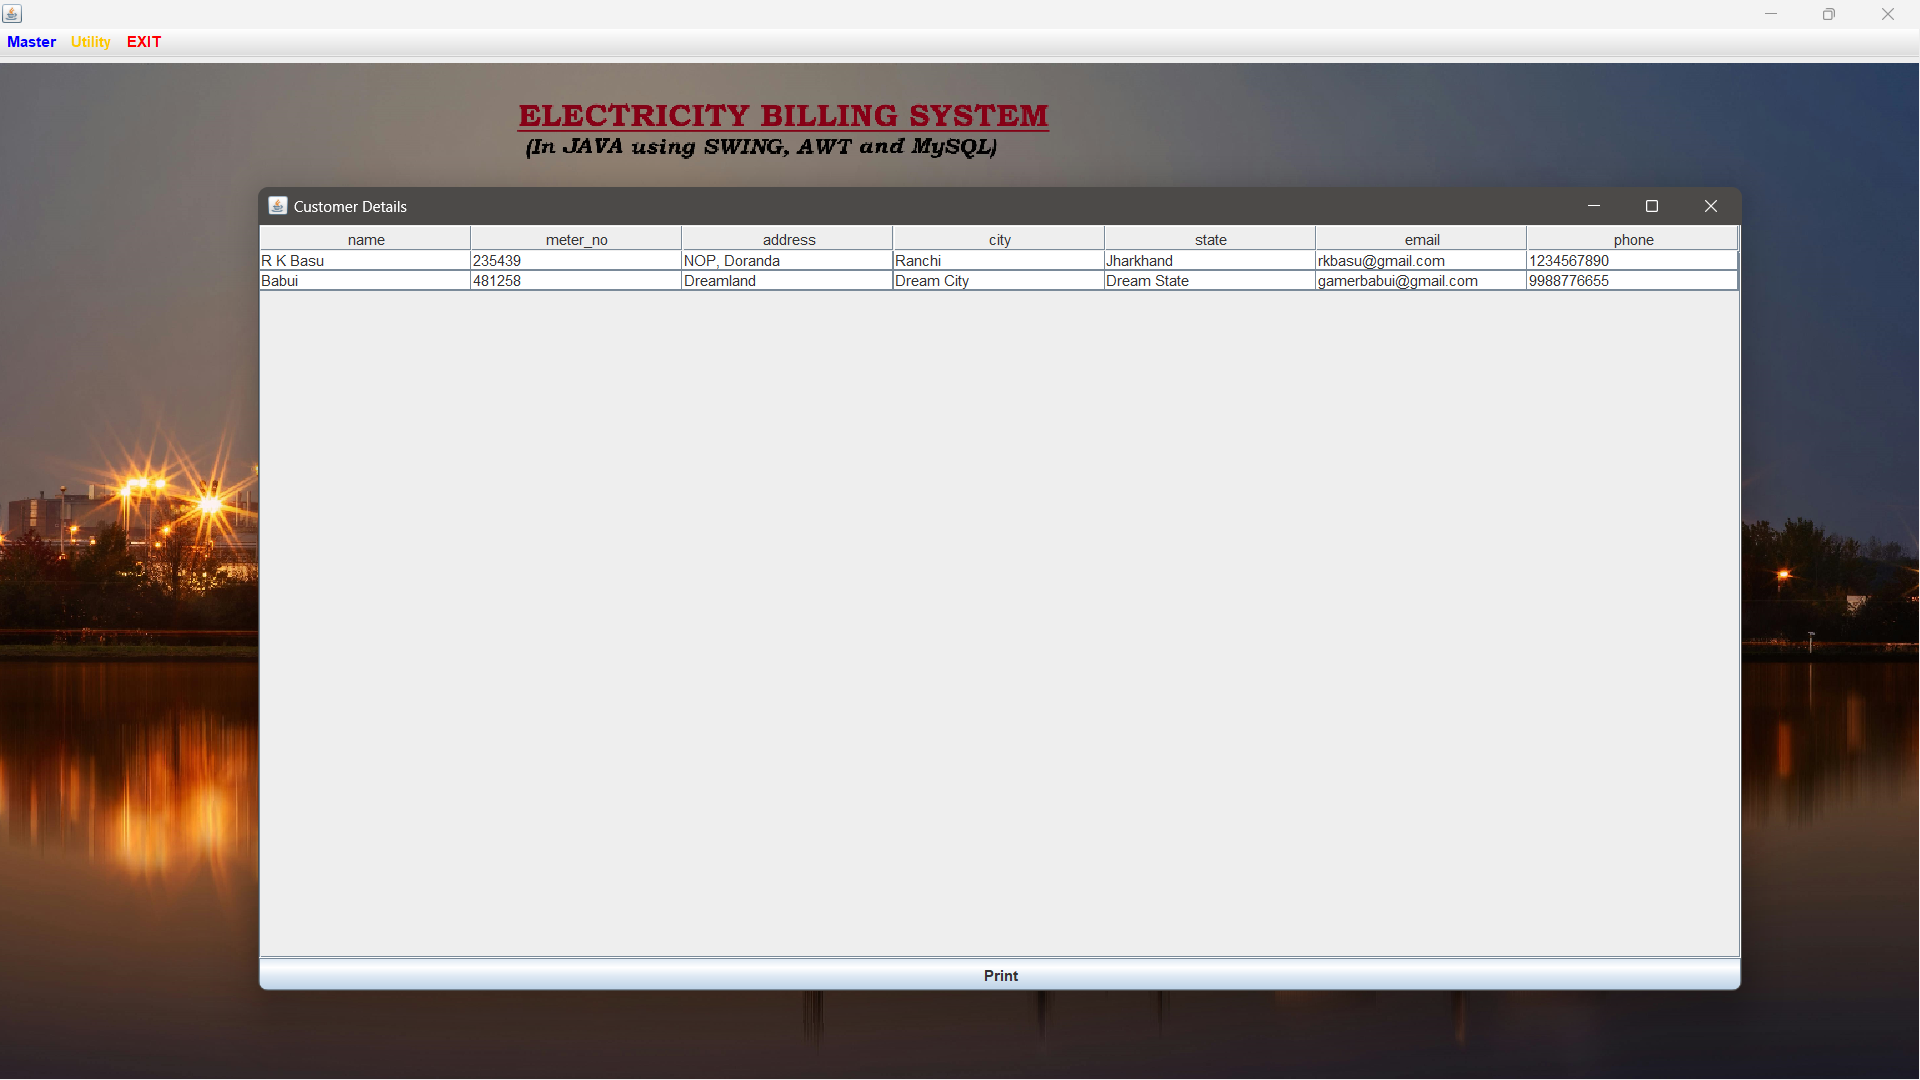 Master Utility EXIT
ELECTRICITY BILLING SYSTEM
(In JAVA using SWING, AWT and MySQL)
Customer Details
name meter_no address city state email phone
R K Basu 235439 NOP, Doranda Ranchi Jharkhand rkbasu@gmail.com 1234567890
Babui 481258 Dreamland Dream City Dream State gamerbabui@gmail.com 9988776655
Print